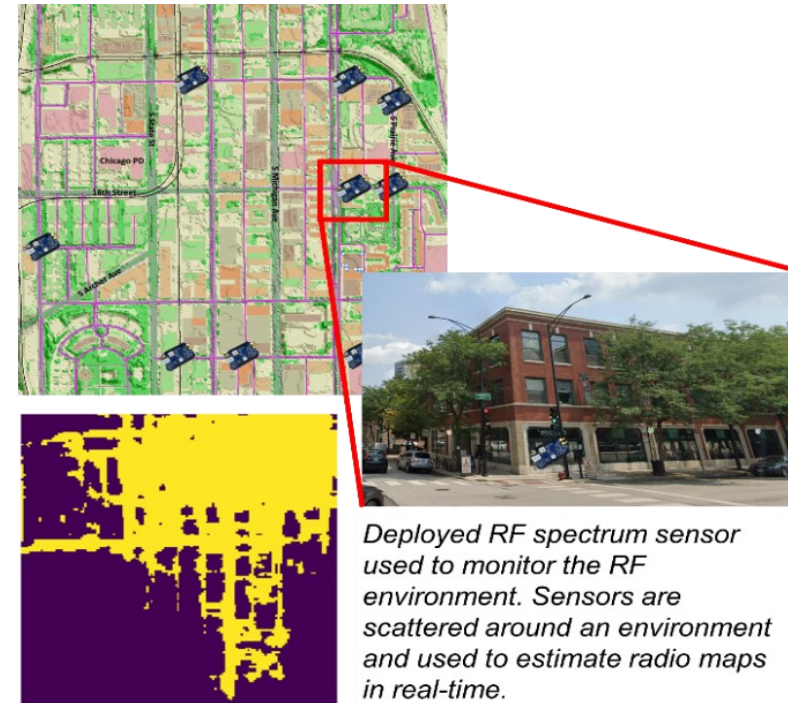 S State St
S Prairie Ave
Chicago PD
18th Street
S Michigan Ave
S Archer Ave
Deployed RF spectrum sensor
used to monitor the RF
environment. Sensors are
scattered around an environment
and used to estimate radio maps
in real-time.